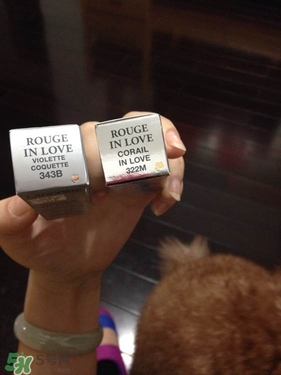 ROUGE
IN LOVE
VIOLETTE
COQUETTE
343B
ROUGE
IN LOVE
CORAIL
IN LOVE
322M